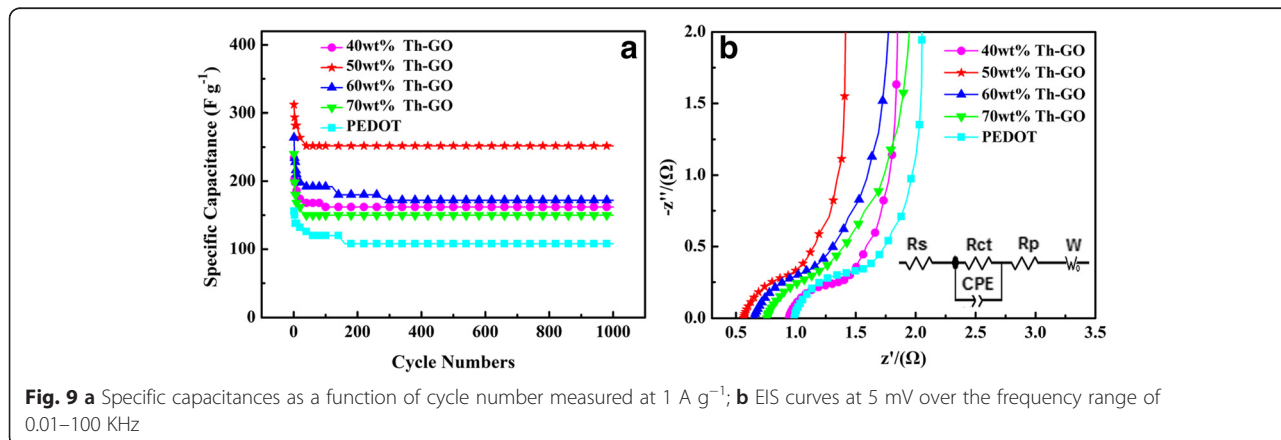 400
300
200
100
0
Specific Capacitance (F g⁻¹)
40wt% Th-GO
50wt% Th-GO
60wt% Th-GO
70wt% Th-GO
PEDOT
a
0 200 400 600 800 1000
Cycle Numbers
2.0
1.5
1.0
0.5
0.0
-z''/(Ω)
b
40wt% Th-GO
50wt% Th-GO
60wt% Th-GO
70wt% Th-GO
PEDOT
Rs Rct Rp W
CPE
W₀
0.5 1.0 1.5 2.0 2.5 3.0 3.5
z'/(Ω)
Fig. 9 a Specific capacitances as a function of cycle number measured at 1 A g⁻¹; b EIS curves at 5 mV over the frequency range of
0.01–100 KHz